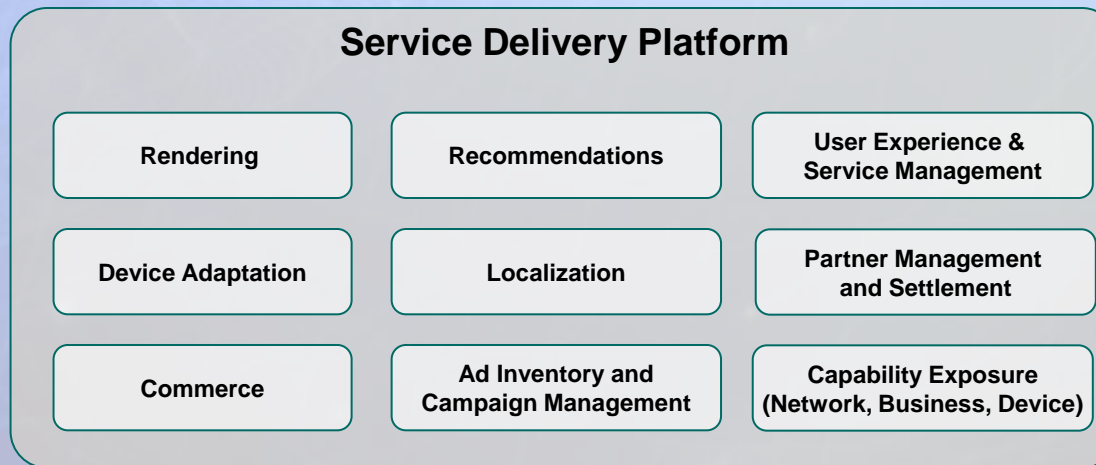 Service Delivery Platform
Rendering
Recommendations
User Experience &
Service Management
Device Adaptation
Localization
Partner Management
and Settlement
Commerce
Ad Inventory and
Campaign Management
Capability Exposure
(Network, Business, Device)